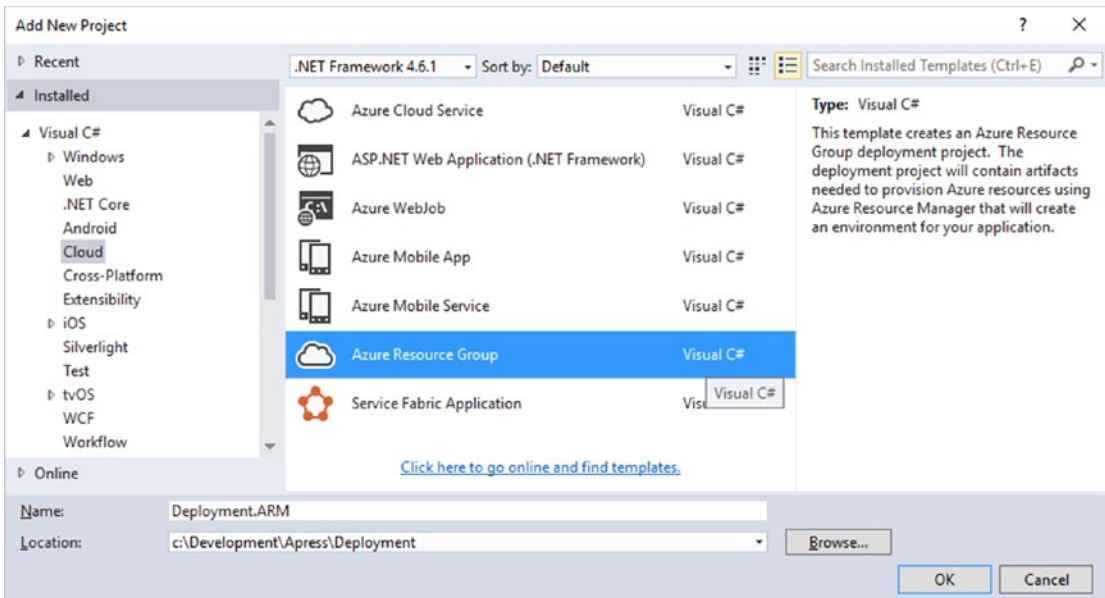 Add New Project
?
Recent
.NET Framework 4.6.1
Sort by:
Default
Search Installed Templates (Ctrl+E)
Installed
Visual C#
Windows
Web
.NET Core
Android
Cloud
Cross-Platform
Extensibility
iOS
Silverlight
Test
tvOS
WCF
Workflow
Online
Azure Cloud Service Visual C#
ASP.NET Web Application (.NET Framework) Visual C#
Azure WebJob Visual C#
Azure Mobile App Visual C#
Azure Mobile Service Visual C#
Azure Resource Group Visual C#
Visual C#
Service Fabric Application
Click here to go online and find templates.
Type: Visual C#
This template creates an Azure Resource
Group deployment project. The
deployment project will contain artifacts
needed to provision Azure resources using
Azure Resource Manager that will create
an environment for your application.
Name: Deployment.ARM
Location: c:\Development\Apress\Deployment
Browse...
OK
Cancel